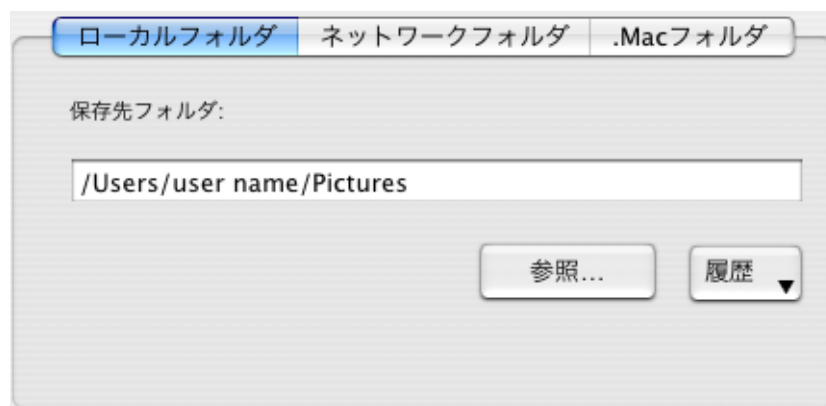 ローカルフォルダ ネットワークフォルダ .Macフォルダ
保存先フォルダ:
/Users/user name/Pictures
参照... 履歴